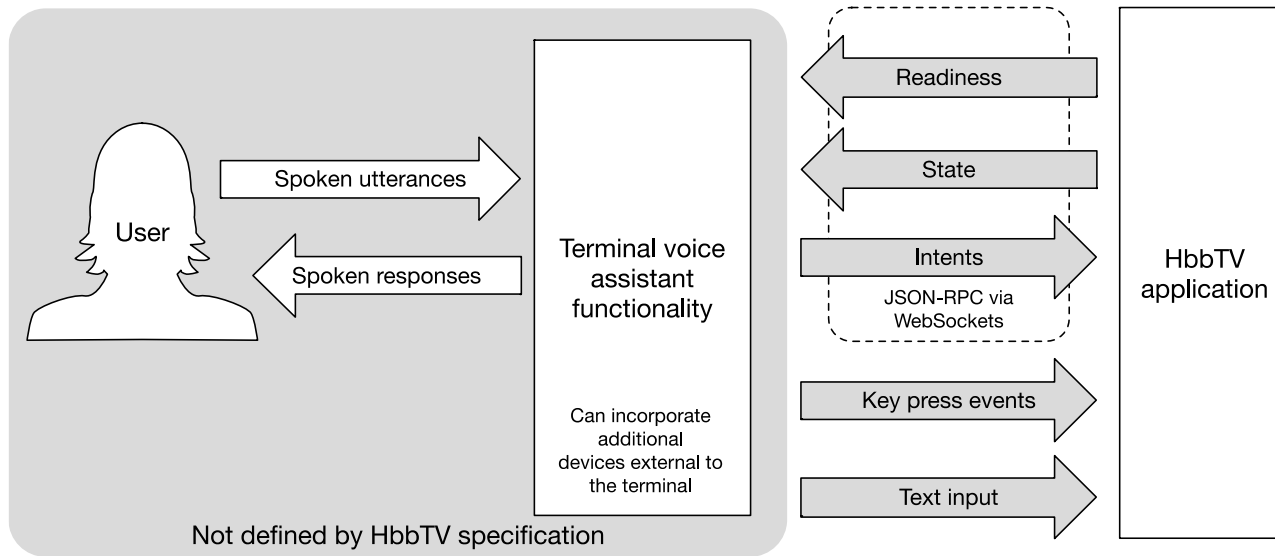 User
Spoken utterances
Spoken responses
Terminal voice
assistant
functionality
Can incorporate
additional
devices external to
the terminal
Not defined by HbbTV specification
Readiness
State
Intents
JSON-RPC via
WebSockets
Key press events
Text input
HbbTV
application